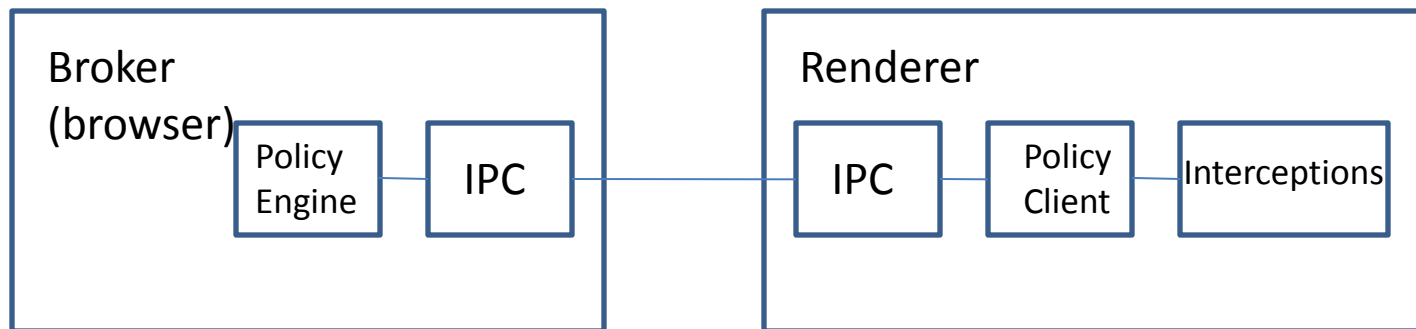 Broker
(browser)
Policy
Engine
IPC
Renderer
IPC
Policy
Client
Interceptions